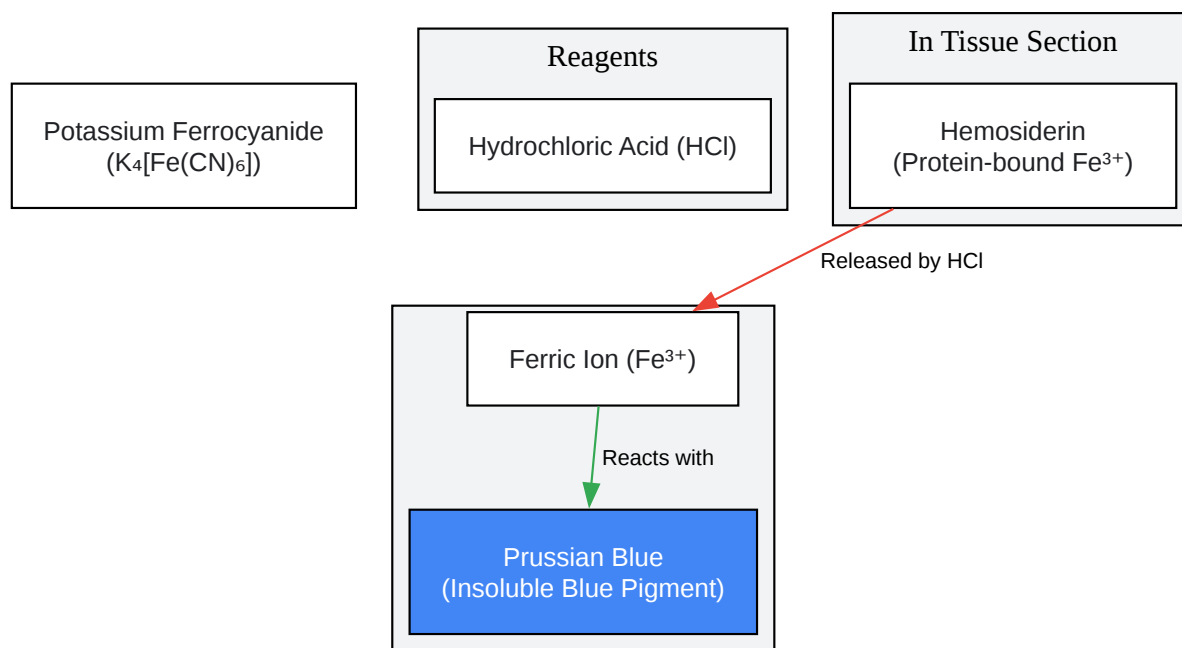 Potassium Ferrocyanide
(K₄[Fe(CN)₆])
Reagents
Hydrochloric Acid (HCl)
In Tissue Section
Hemosiderin
(Protein-bound Fe³⁺)
Released by HCl
Ferric Ion (Fe³⁺)
Reacts with
Prussian Blue
(Insoluble Blue Pigment)